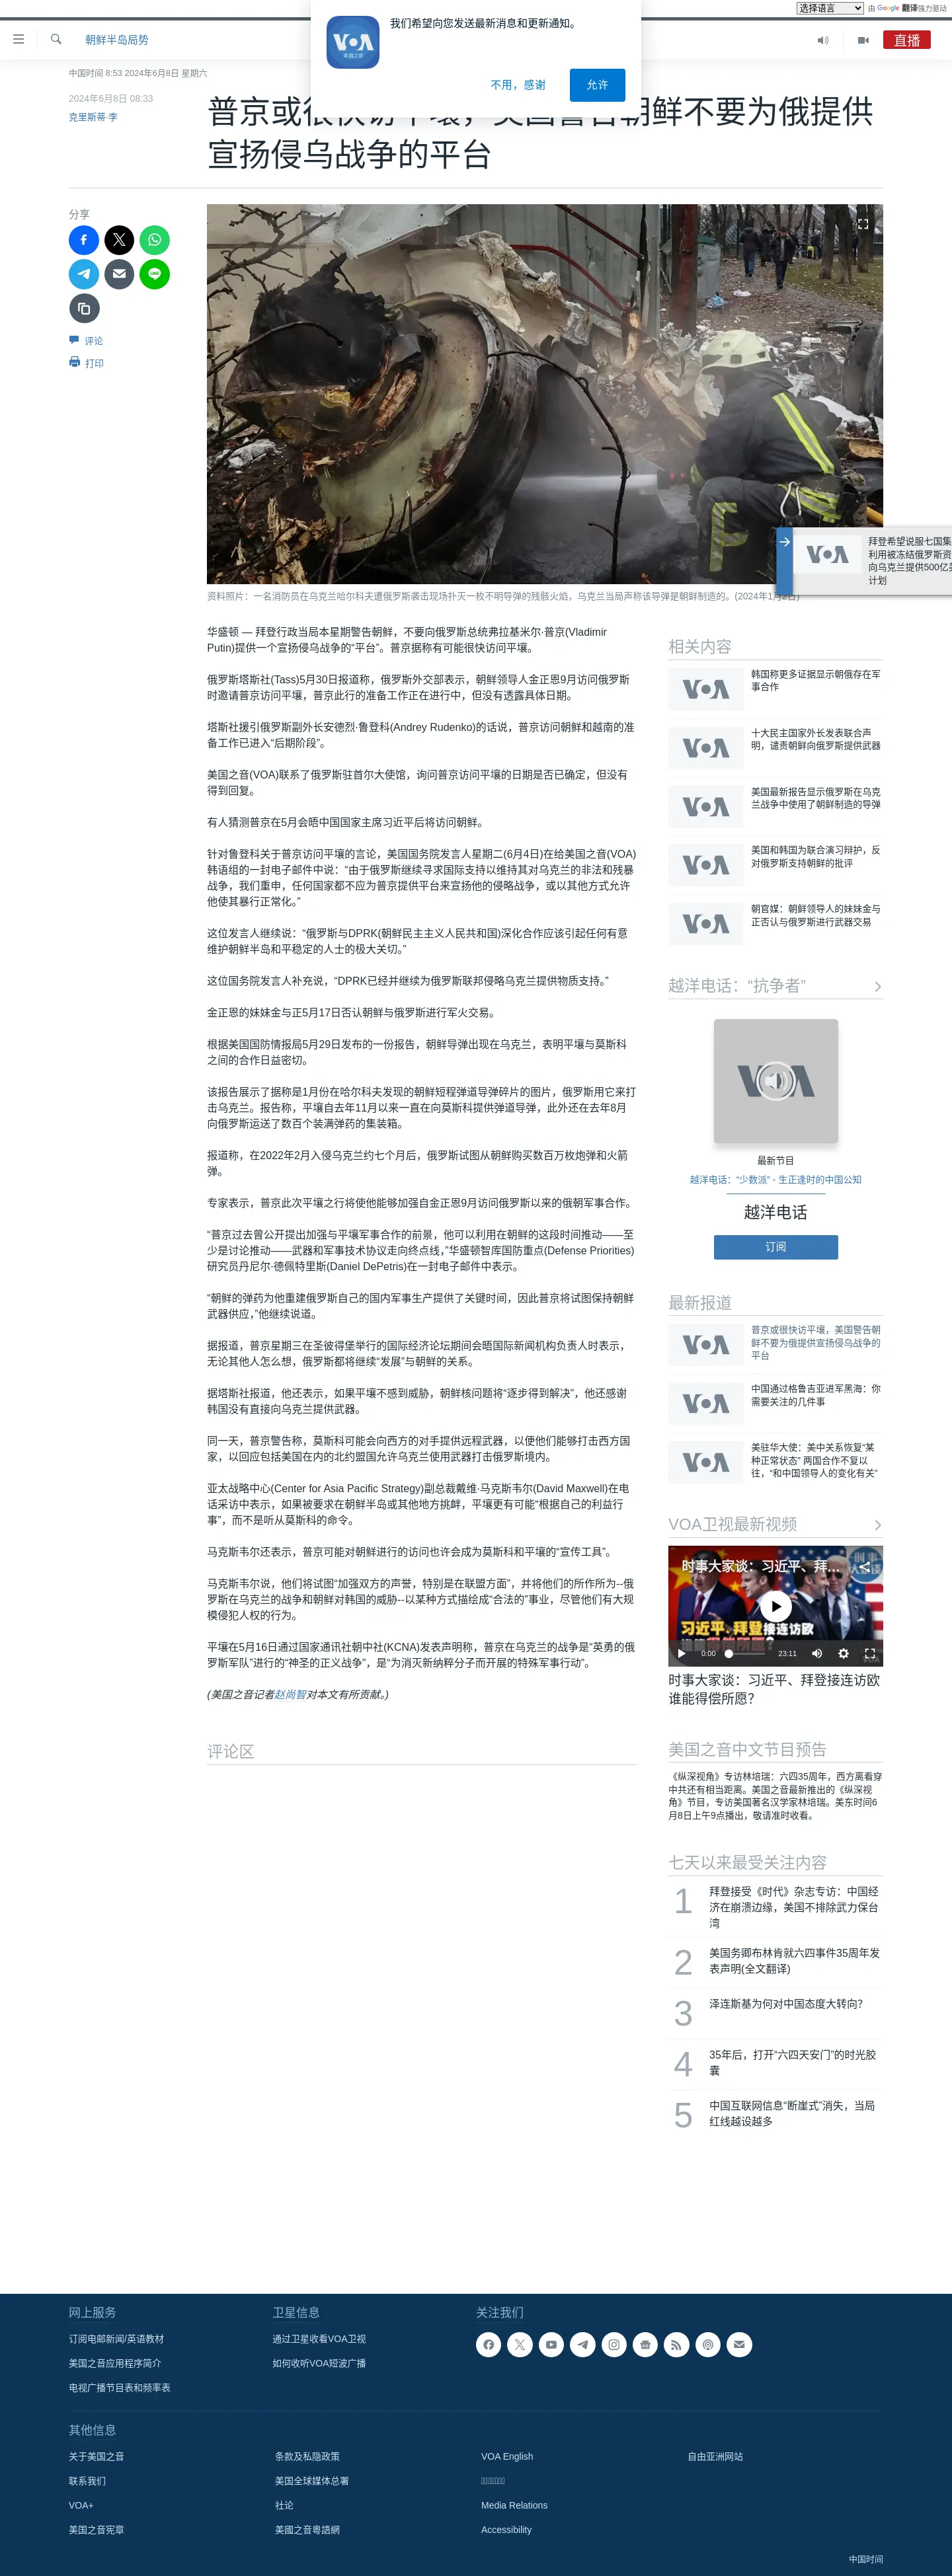 选择语言 由 Google 翻译强力驱动
我们希望向您发送最新消息和更新通知。
不用，感谢 允许
朝鲜半岛局势
直播
中国时间 8:53 2024年6月8日 星期六
2024年6月8日 08:33
克里斯蒂·李
普京或很快访平壤，美国警告朝鲜不要为俄提供
宣扬侵乌战争的平台
分享
评论
打印
拜登希望说服七国集
利用被冻结俄罗斯资
向乌克兰提供500亿美
计划
资料照片：一名消防员在乌克兰哈尔科夫遭俄罗斯袭击现场扑灭一枚不明导弹的残骸火焰，乌克兰当局声称该导弹是朝鲜制造的。(2024年1月2日)
华盛顿 — 拜登行政当局本星期警告朝鲜，不要向俄罗斯总统弗拉基米尔·普京(Vladimir
Putin)提供一个宣扬侵乌战争的“平台”。普京据称有可能很快访问平壤。
俄罗斯塔斯社(Tass)5月30日报道称，俄罗斯外交部表示，朝鲜领导人金正恩9月访问俄罗斯
时邀请普京访问平壤，普京此行的准备工作正在进行中，但没有透露具体日期。
塔斯社援引俄罗斯副外长安德烈·鲁登科(Andrey Rudenko)的话说，普京访问朝鲜和越南的准
备工作已进入“后期阶段”。
美国之音(VOA)联系了俄罗斯驻首尔大使馆，询问普京访问平壤的日期是否已确定，但没有
得到回复。
有人猜测普京在5月会晤中国国家主席习近平后将访问朝鲜。
针对鲁登科关于普京访问平壤的言论，美国国务院发言人星期二(6月4日)在给美国之音(VOA)
韩语组的一封电子邮件中说：“由于俄罗斯继续寻求国际支持以维持其对乌克兰的非法和残暴
战争，我们重申，任何国家都不应为普京提供平台来宣扬他的侵略战争，或以其他方式允许
他使其暴行正常化。”
这位发言人继续说：“俄罗斯与DPRK(朝鲜民主主义人民共和国)深化合作应该引起任何有意
维护朝鲜半岛和平稳定的人士的极大关切。”
这位国务院发言人补充说，“DPRK已经并继续为俄罗斯联邦侵略乌克兰提供物质支持。”
金正恩的妹妹金与正5月17日否认朝鲜与俄罗斯进行军火交易。
根据美国国防情报局5月29日发布的一份报告，朝鲜导弹出现在乌克兰，表明平壤与莫斯科
之间的合作日益密切。
该报告展示了据称是1月份在哈尔科夫发现的朝鲜短程弹道导弹碎片的图片，俄罗斯用它来打
击乌克兰。报告称，平壤自去年11月以来一直在向莫斯科提供弹道导弹，此外还在去年8月
向俄罗斯运送了数百个装满弹药的集装箱。
报道称，在2022年2月入侵乌克兰约七个月后，俄罗斯试图从朝鲜购买数百万枚炮弹和火箭
弹。
专家表示，普京此次平壤之行将使他能够加强自金正恩9月访问俄罗斯以来的俄朝军事合作。
“普京过去曾公开提出加强与平壤军事合作的前景，他可以利用在朝鲜的这段时间推动——至
少是讨论推动——武器和军事技术协议走向终点线，”华盛顿智库国防重点(Defense Priorities)
研究员丹尼尔·德佩特里斯(Daniel DePetris)在一封电子邮件中表示。
“朝鲜的弹药为他重建俄罗斯自己的国内军事生产提供了关键时间，因此普京将试图保持朝鲜
武器供应，”他继续说道。
据报道，普京星期三在圣彼得堡举行的国际经济论坛期间会晤国际新闻机构负责人时表示，
无论其他人怎么想，俄罗斯都将继续“发展”与朝鲜的关系。
据塔斯社报道，他还表示，如果平壤不感到威胁，朝鲜核问题将“逐步得到解决”，他还感谢
韩国没有直接向乌克兰提供武器。
同一天，普京警告称，莫斯科可能会向西方的对手提供远程武器，以便他们能够打击西方国
家，以回应包括美国在内的北约盟国允许乌克兰使用武器打击俄罗斯境内。
亚太战略中心(Center for Asia Pacific Strategy)副总裁戴维·马克斯韦尔(David Maxwell)在电
话采访中表示，如果被要求在朝鲜半岛或其他地方挑衅，平壤更有可能“根据自己的利益行
事”，而不是听从莫斯科的命令。
马克斯韦尔还表示，普京可能对朝鲜进行的访问也许会成为莫斯科和平壤的“宣传工具”。
马克斯韦尔说，他们将试图“加强双方的声誉，特别是在联盟方面”，并将他们的所作所为--俄
罗斯在乌克兰的战争和朝鲜对韩国的威胁--以某种方式描绘成“合法的”事业，尽管他们有大规
模侵犯人权的行为。
平壤在5月16日通过国家通讯社朝中社(KCNA)发表声明称，普京在乌克兰的战争是“英勇的俄
罗斯军队”进行的“神圣的正义战争”，是“为消灭新纳粹分子而开展的特殊军事行动”。
(美国之音记者赵尚智对本文有所贡献。)
评论区
相关内容
韩国称更多证据显示朝俄存在军
事合作
十大民主国家外长发表联合声
明，谴责朝鲜向俄罗斯提供武器
美国最新报告显示俄罗斯在乌克
兰战争中使用了朝鲜制造的导弹
美国和韩国为联合演习辩护，反
对俄罗斯支持朝鲜的批评
朝官媒：朝鲜领导人的妹妹金与
正否认与俄罗斯进行武器交易
越洋电话：“抗争者”
最新节目
越洋电话：“少数派” - 生正逢时的中国公知
越洋电话
订阅
最新报道
普京或很快访平壤，美国警告朝
鲜不要为俄提供宣扬侵乌战争的
平台
中国通过格鲁吉亚进军黑海：你
需要关注的几件事
美驻华大使：美中关系恢复“某
种正常状态” 两国合作不复以
往，“和中国领导人的变化有关”
VOA卫视最新视频
时事大家谈：习近平、拜...
习近平、拜登接连访欧
0:00 23:11
时事大家谈：习近平、拜登接连访欧
谁能得偿所愿？
美国之音中文节目预告
《纵深视角》专访林培瑞：六四35周年，西方离看穿
中共还有相当距离。美国之音最新推出的《纵深视
角》节目，专访美国著名汉学家林培瑞。美东时间6
月8日上午9点播出，敬请准时收看。
七天以来最受关注内容
1 拜登接受《时代》杂志专访：中国经
济在崩溃边缘，美国不排除武力保台
湾
2 美国务卿布林肯就六四事件35周年发
表声明(全文翻译)
3 泽连斯基为何对中国态度大转向？
4 35年后，打开“六四天安门”的时光胶
囊
5 中国互联网信息“断崖式”消失，当局
红线越设越多
网上服务 卫星信息 关注我们
订阅电邮新闻/英语教材 通过卫星收看VOA卫视
美国之音应用程序简介 如何收听VOA短波广播
电视广播节目表和频率表
其他信息
关于美国之音 条款及私隐政策 VOA English 自由亚洲网站
联系我们 美国全球媒体总署
VOA+ 社论 Media Relations
美国之音宪章 美國之音粵語網 Accessibility
中国时间